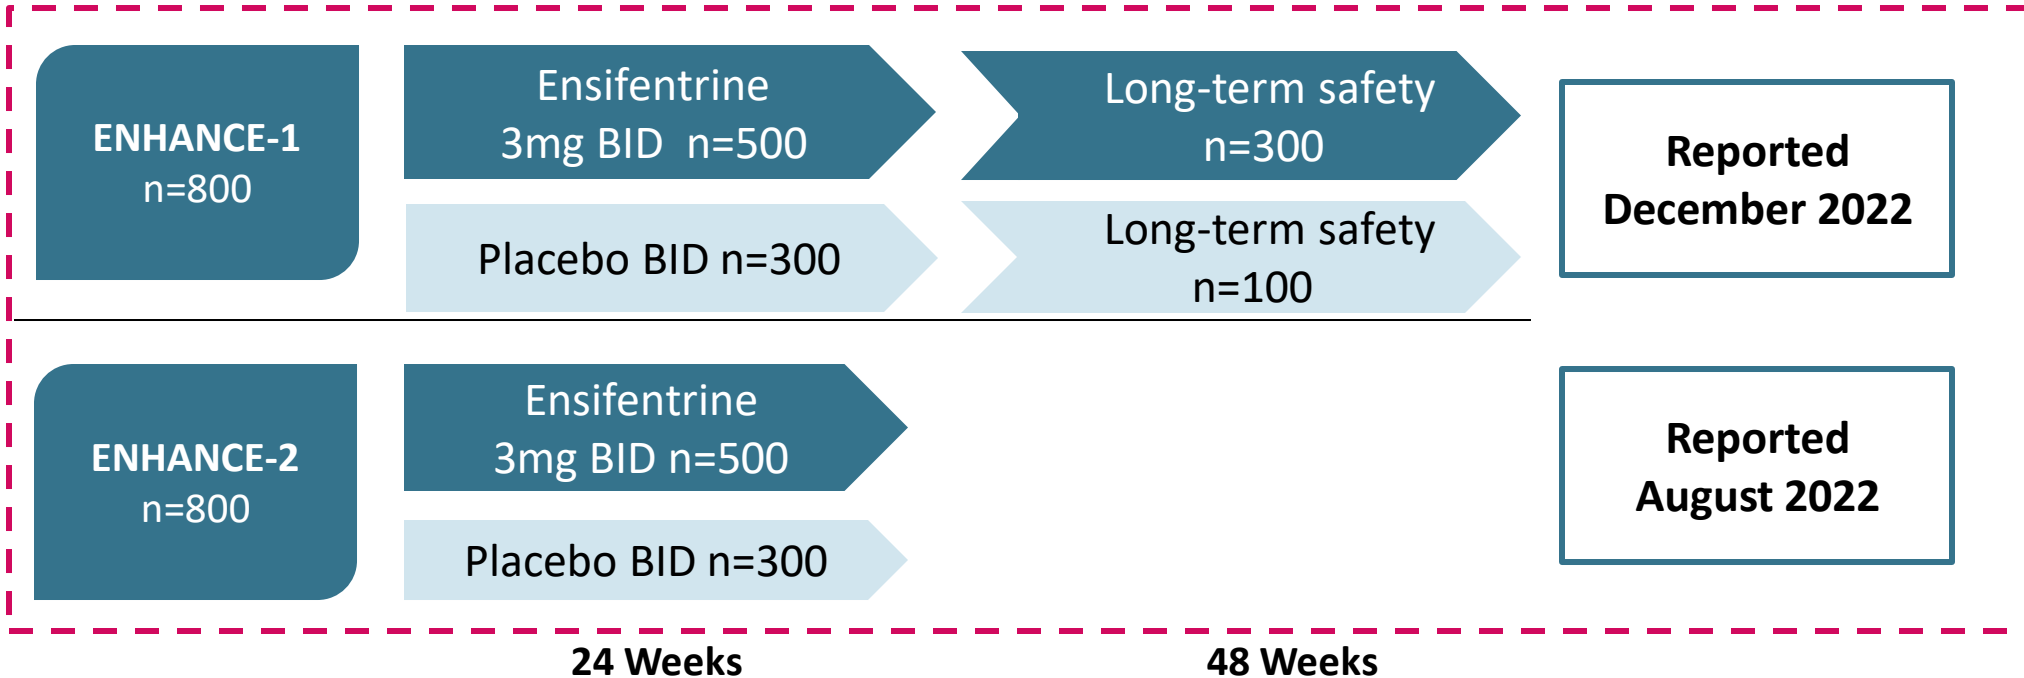 ENHANCE-1
n=800
Ensifentrine
3mg BID  n=500
Long-term safety
n=300
Reported
December 2022
Placebo BID n=300
Long-term safety
n=100
ENHANCE-2
n=800
Ensifentrine
3mg BID n=500
Reported
August 2022
Placebo BID n=300
24 Weeks
48 Weeks